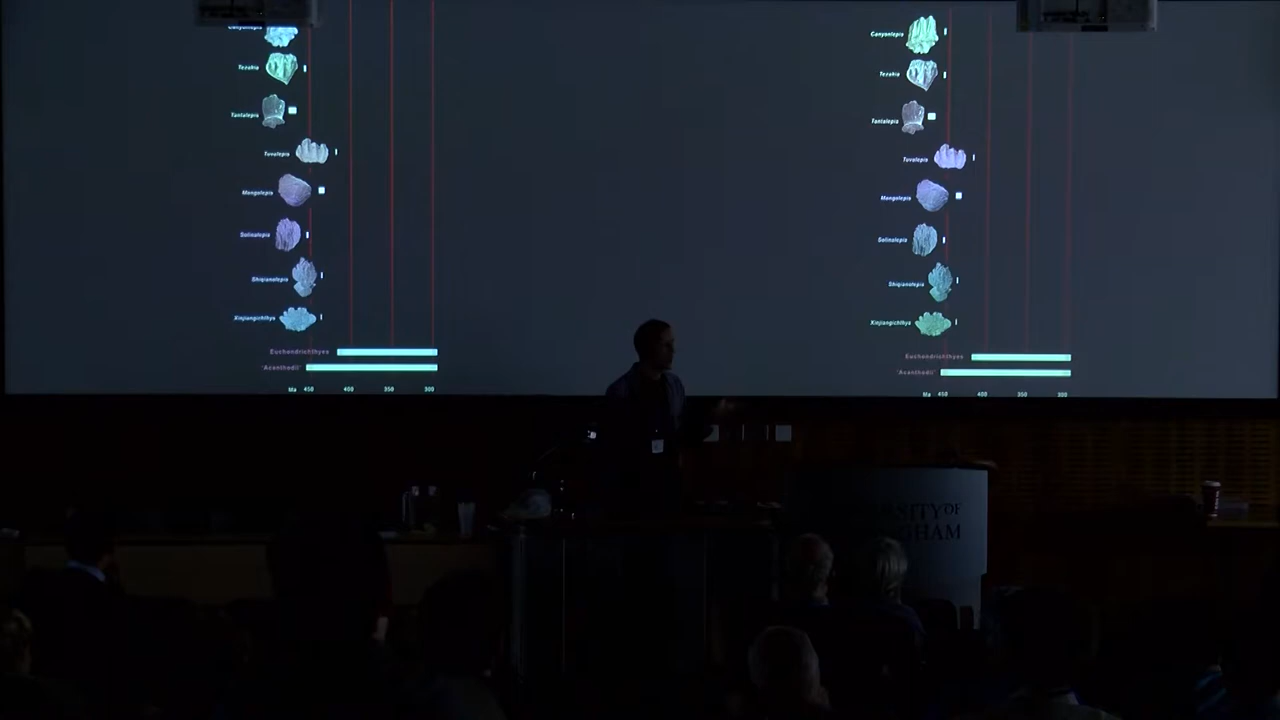 Canyonlepis
Tezakia
Tantalepis
Tuvalepis
Mongolepis
Solinalepis
Shiqianolepis
Xinjiangichthys
Euchondrichthyes
'Acanthodii'
Ma 450 400 350 300
Canyonlepis
Tezakia
Tantalepis
Tuvalepis
Mongolepis
Solinalepis
Shiqianolepis
Xinjiangichthys
Euchondrichthyes
'Acanthodii'
Ma 450 400 350 300
SITY OF
GHAM